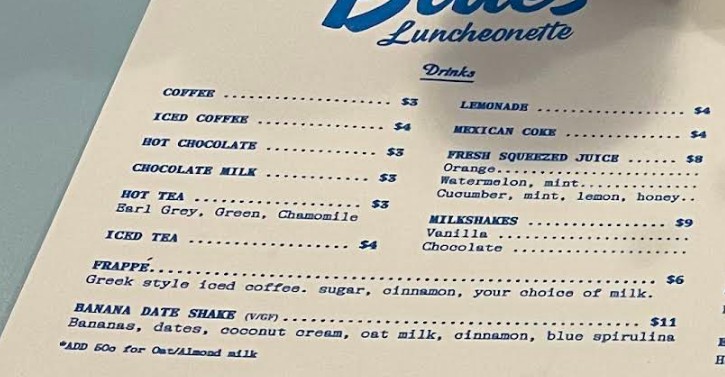 Luncheonette
Drinks
COFFEE .......................... $3
ICED COFFEE ..................... $4
HOT CHOCOLATE ................... $3
CHOCOLATE MILK .................. $3
HOT TEA ......................... $3
Earl Grey, Green, Chamomile
ICED TEA ........................ $4
LEMONADE ........................ $4
MEXICAN COKE .................... $4
FRESH SQUEEZED JUICE ...... $8
Orange..........................
Watermelon, mint................
Cucumber, mint, lemon, honey..
MILKSHAKES ...................... $9
Vanilla .........................
Chocolate .......................
FRAPPÉ........................... $6
Greek style iced coffee. sugar, cinnamon, your choice of milk.
BANANA DATE SHAKE (V/GF) ........................ $11
Bananas, dates, coconut cream, oat milk, cinnamon, blue spirulina
*ADD 50c for Oat/Almond milk